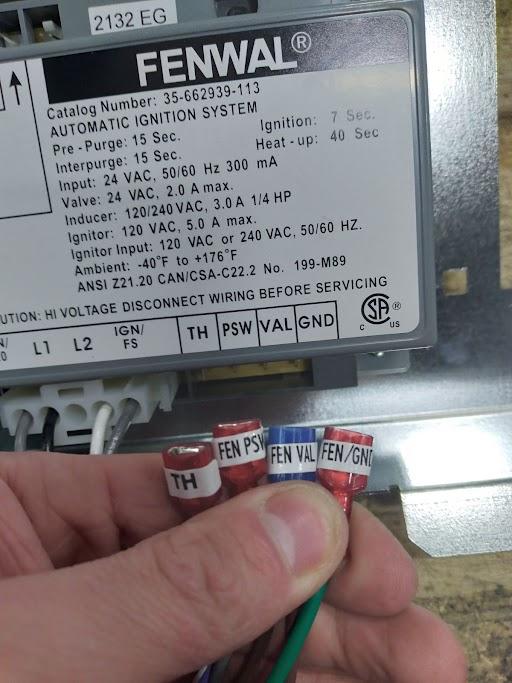 2132 EG
FENWAL®
Catalog Number: 35-662939-113
AUTOMATIC IGNITION SYSTEM
Pre - Purge: 15 Sec. Ignition: 7 Sec.
Interpurge: 15 Sec. Heat - up: 40 Sec
Input: 24 VAC, 50/60 Hz 300 mA
Valve: 24 VAC, 2.0 A max.
Inducer: 120/240 VAC, 3.0 A 1/4 HP
Ignitor: 120 VAC, 5.0 A max.
Ignitor Input: 120 VAC or 240 VAC, 50/60 HZ.
Ambient: -40°F to +176°F
ANSI Z21.20 CAN/CSA-C22.2 No. 199-M89
UTION: HI VOLTAGE DISCONNECT WIRING BEFORE SERVICING
C CSA ® US
L1 L2 IGN/ FS TH PSW VAL GND
TH FEN PSW FEN VAL FEN/GND